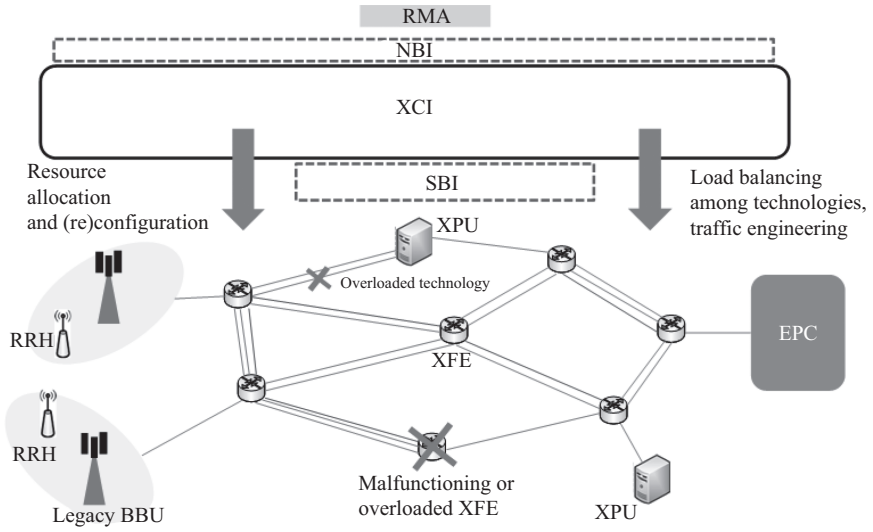 RMA
NBI
XCI
Resource
allocation
and (re)configuration
SBI
Load balancing
among technologies,
traffic engineering
XPU
Overloaded technology
RRH
XFE
EPC
RRH
Malfunctioning or
overloaded XFE
XPU
Legacy BBU